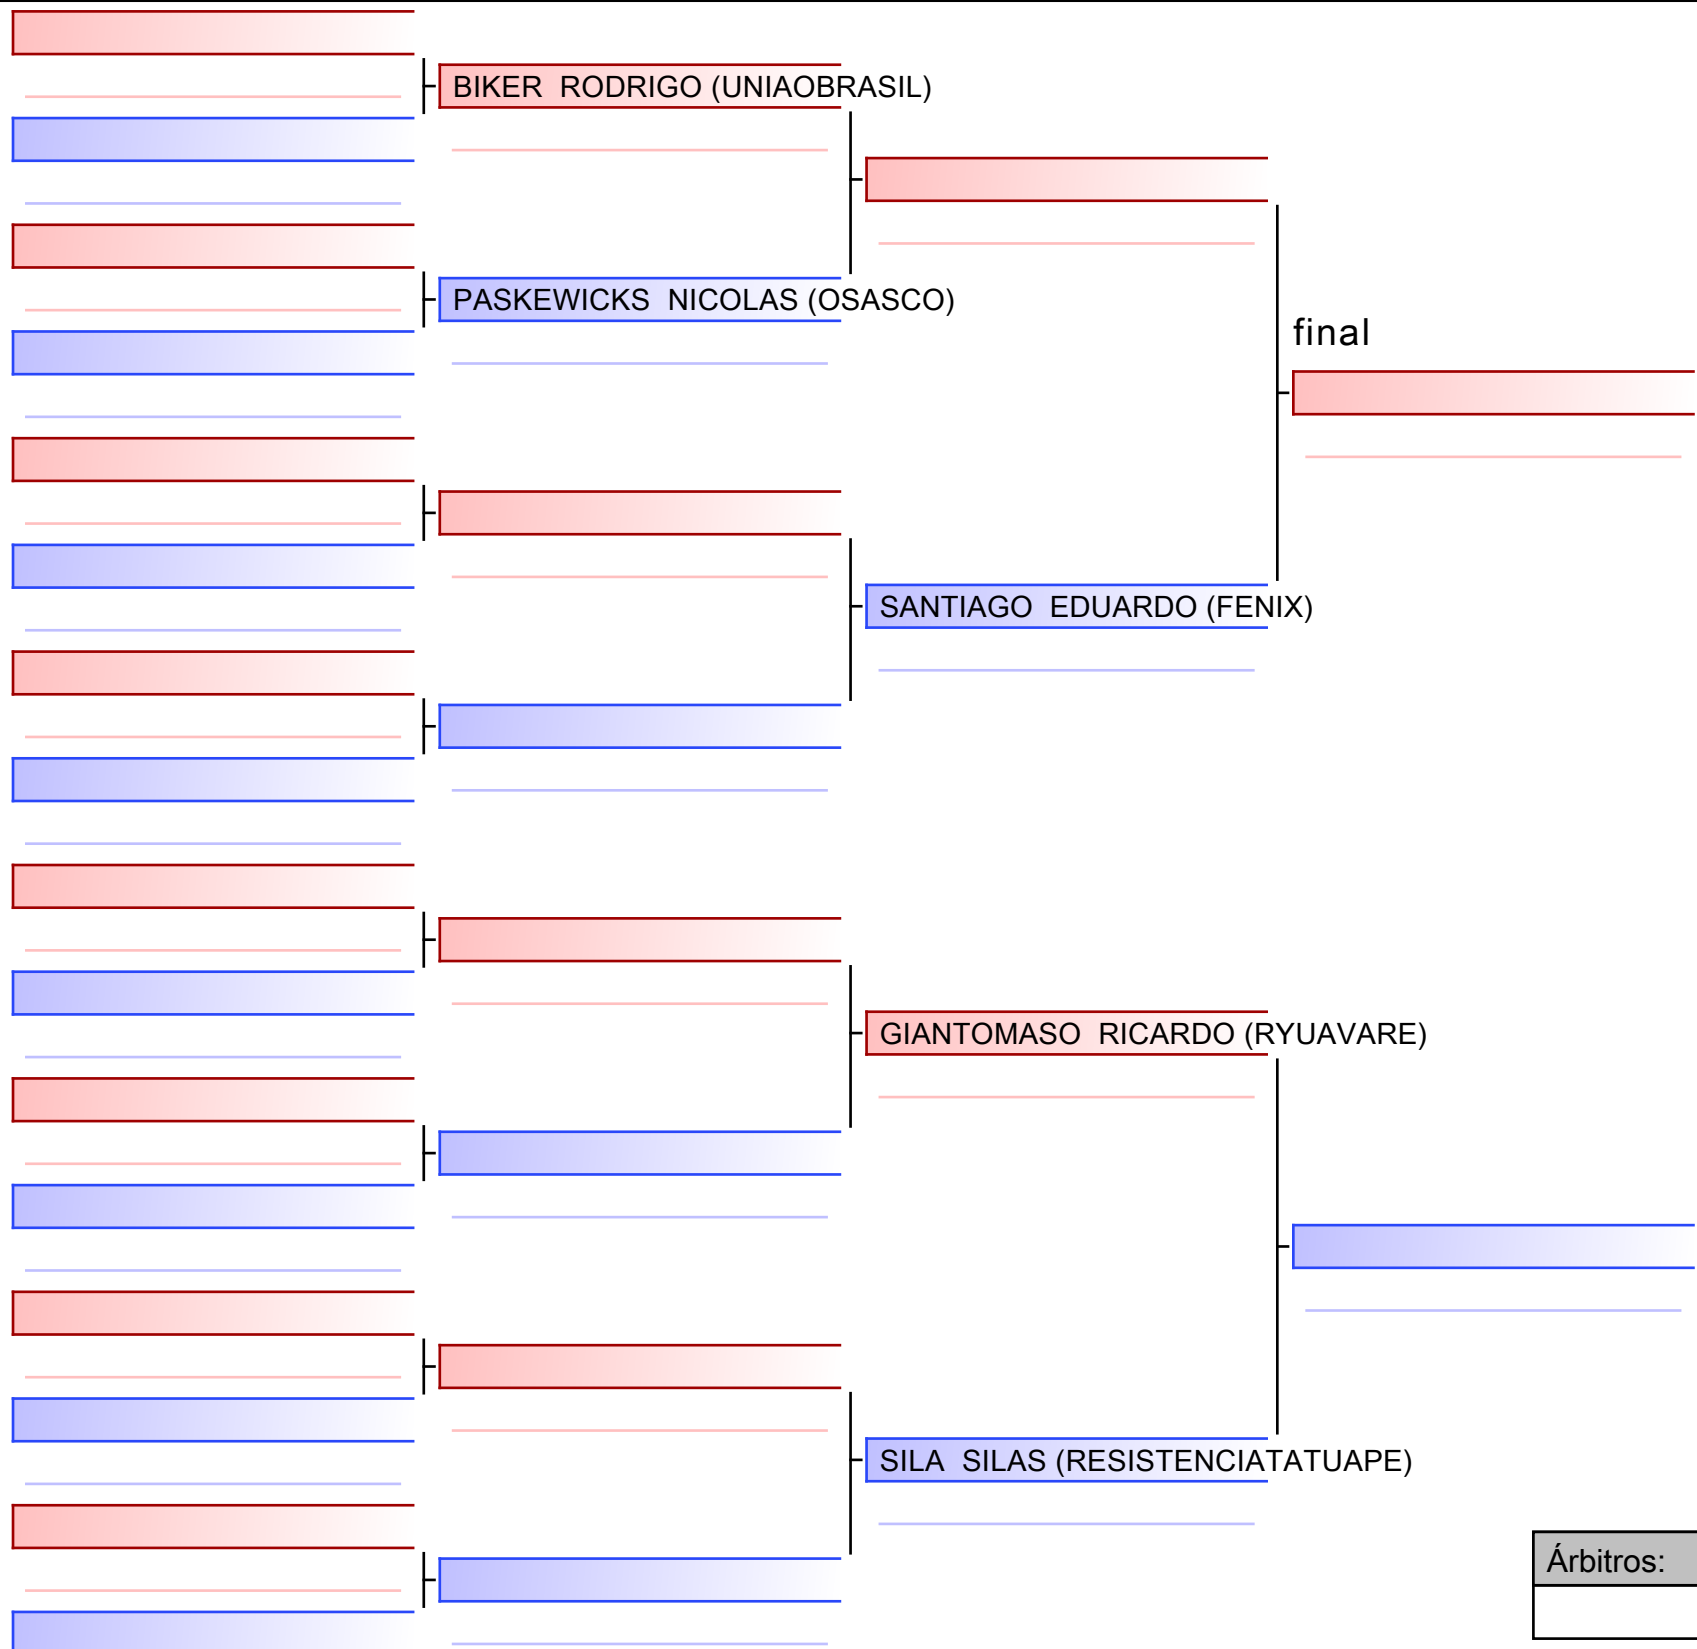 BIKER  RODRIGO (UNIAOBRASIL)
PASKEWICKS  NICOLAS (OSASCO)
final
SANTIAGO  EDUARDO (FENIX)
GIANTOMASO  RICARDO (RYUAVARE)
SILA  SILAS (RESISTENCIATATUAPE)
Árbitros: